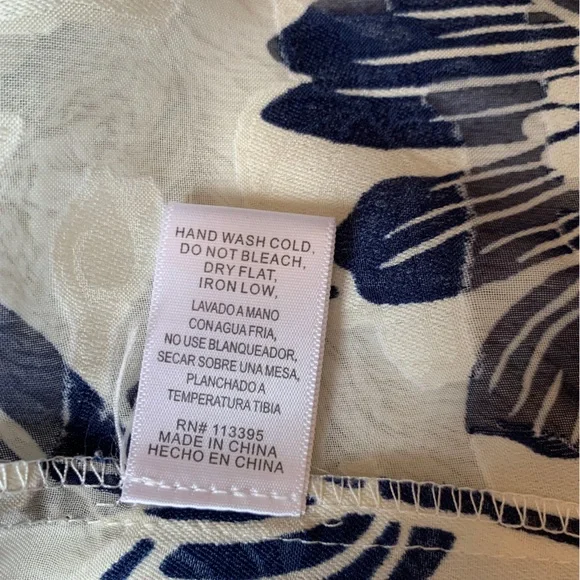 HAND WASH COLD,
DO NOT BLEACH,
DRY FLAT,
IRON LOW,
LAVADO A MANO
CON AGUA FRIA,
NO USE BLANQUEADOR,
SECAR SOBRE UNA MESA,
PLANCHADO A
TEMPERATURA TIBIA
RN# 113395
MADE IN CHINA
HECHO EN CHINA